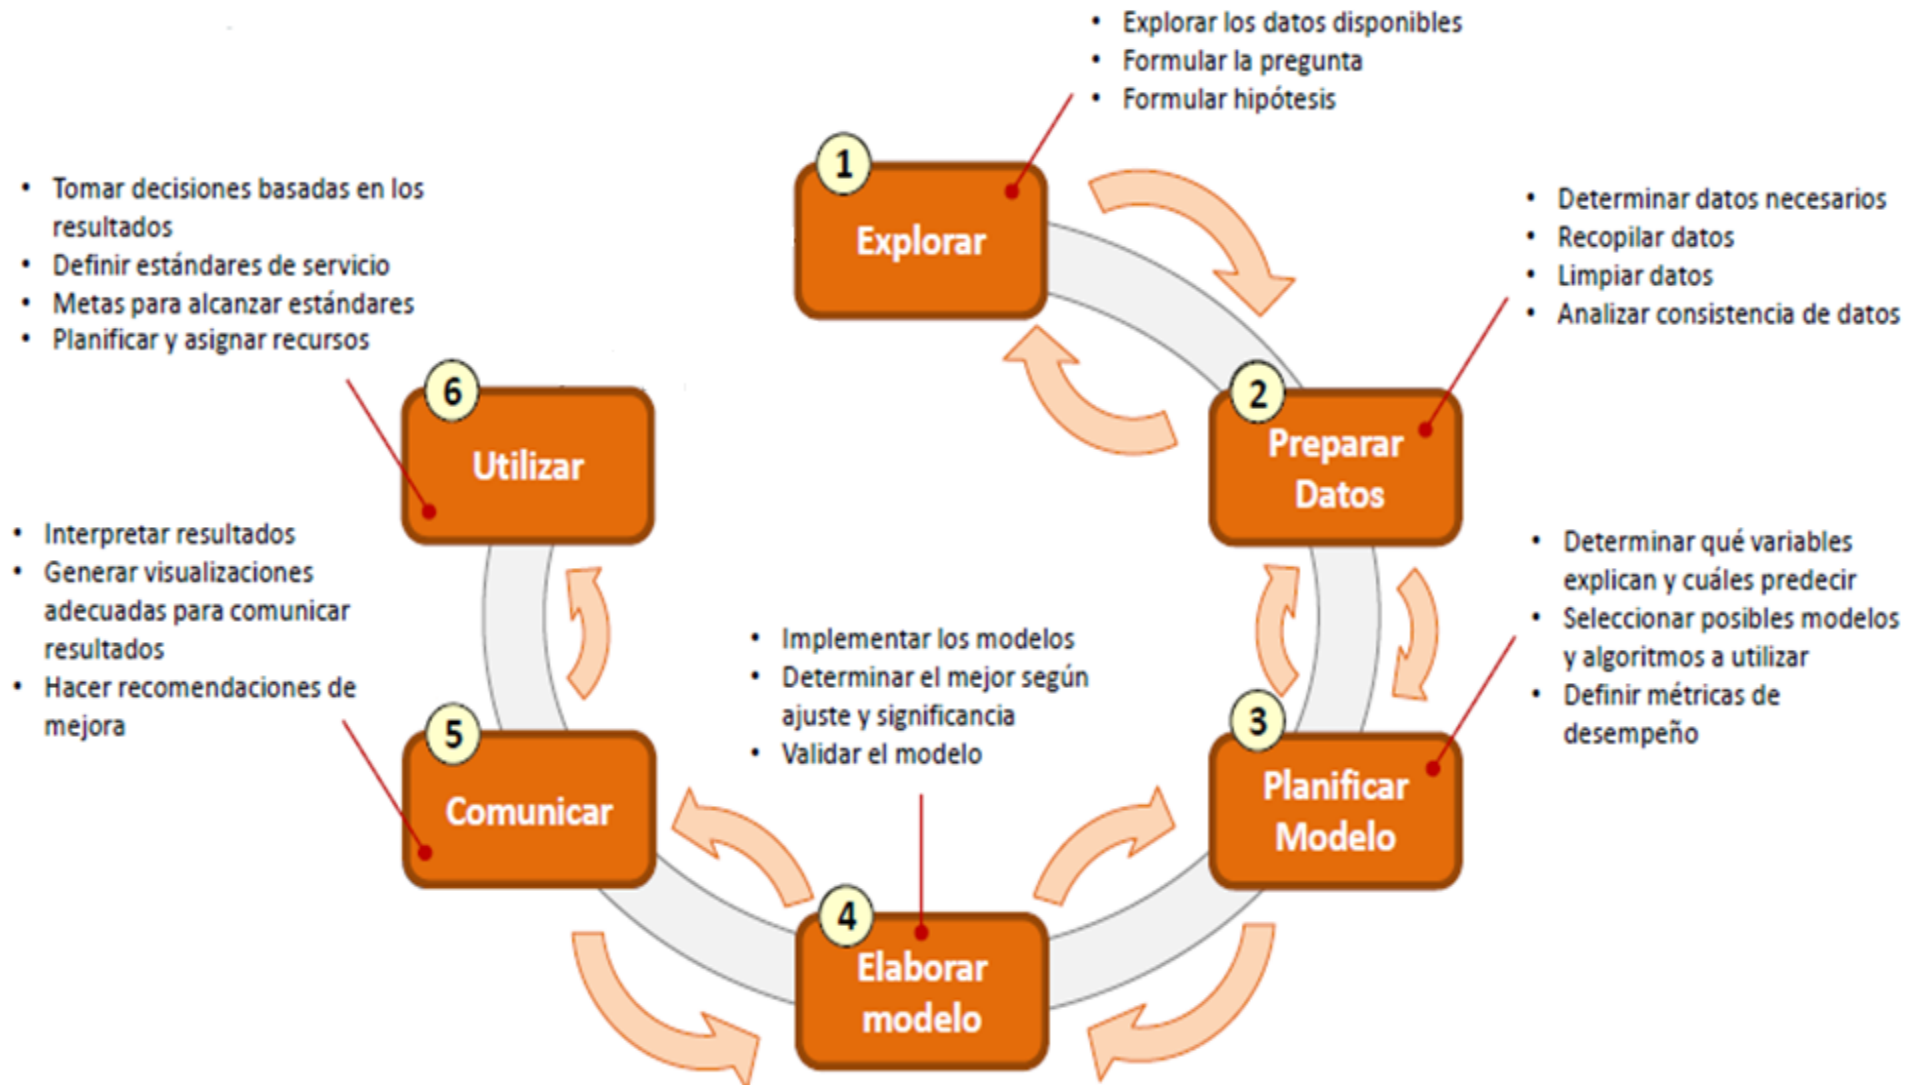 • Explorar los datos disponibles
• Formular la pregunta
• Formular hipótesis
1
Explorar
• Determinar datos necesarios
• Recopilar datos
• Limpiar datos
• Analizar consistencia de datos
2
Preparar
Datos
• Determinar qué variables
explican y cuáles predecir
• Seleccionar posibles modelos
y algoritmos a utilizar
• Definir métricas de
desempeño
3
Planificar
Modelo
• Implementar los modelos
• Determinar el mejor según
ajuste y significancia
• Validar el modelo
4
Elaborar
modelo
• Interpretar resultados
• Generar visualizaciones
adecuadas para comunicar
resultados
• Hacer recomendaciones de
mejora
5
Comunicar
• Tomar decisiones basadas en los
resultados
• Definir estándares de servicio
• Metas para alcanzar estándares
• Planificar y asignar recursos
6
Utilizar